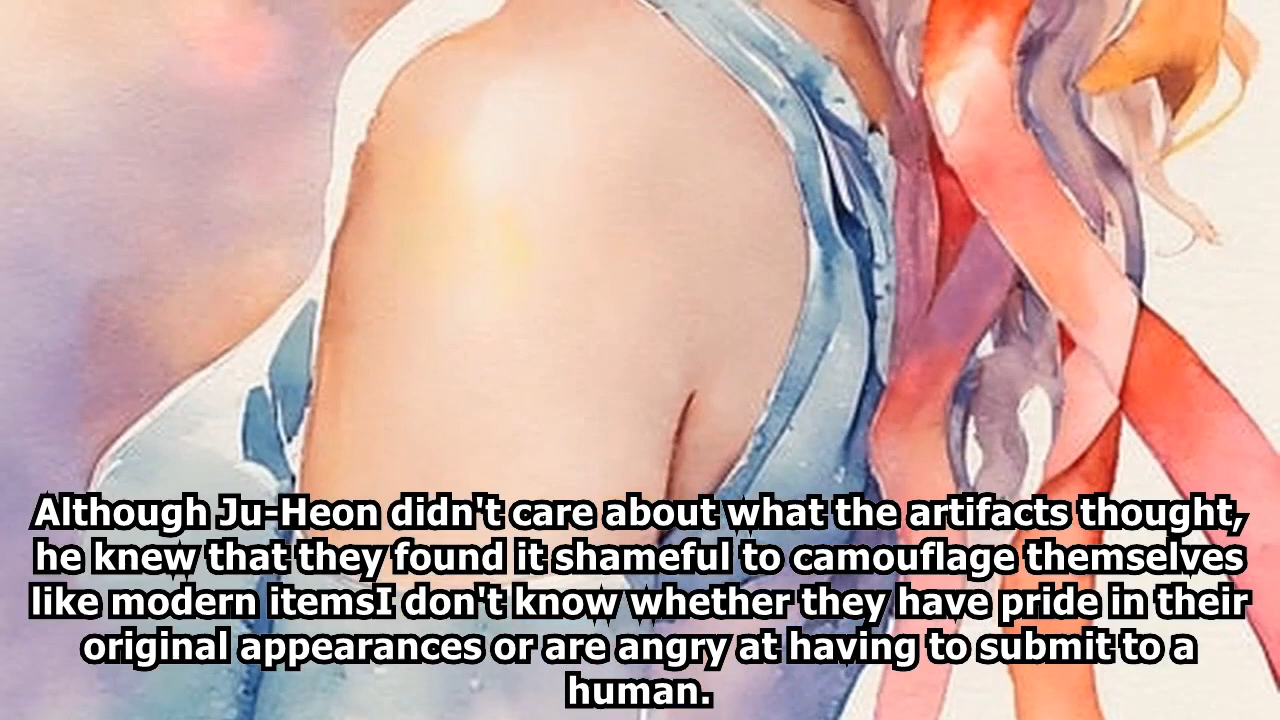 Although Ju-Heon didn't care about what the artifacts thought,
he knew that they found it shameful to camouflage themselves
like modern itemsI don't know whether they have pride in their
original appearances or are angry at having to submit to a
human.